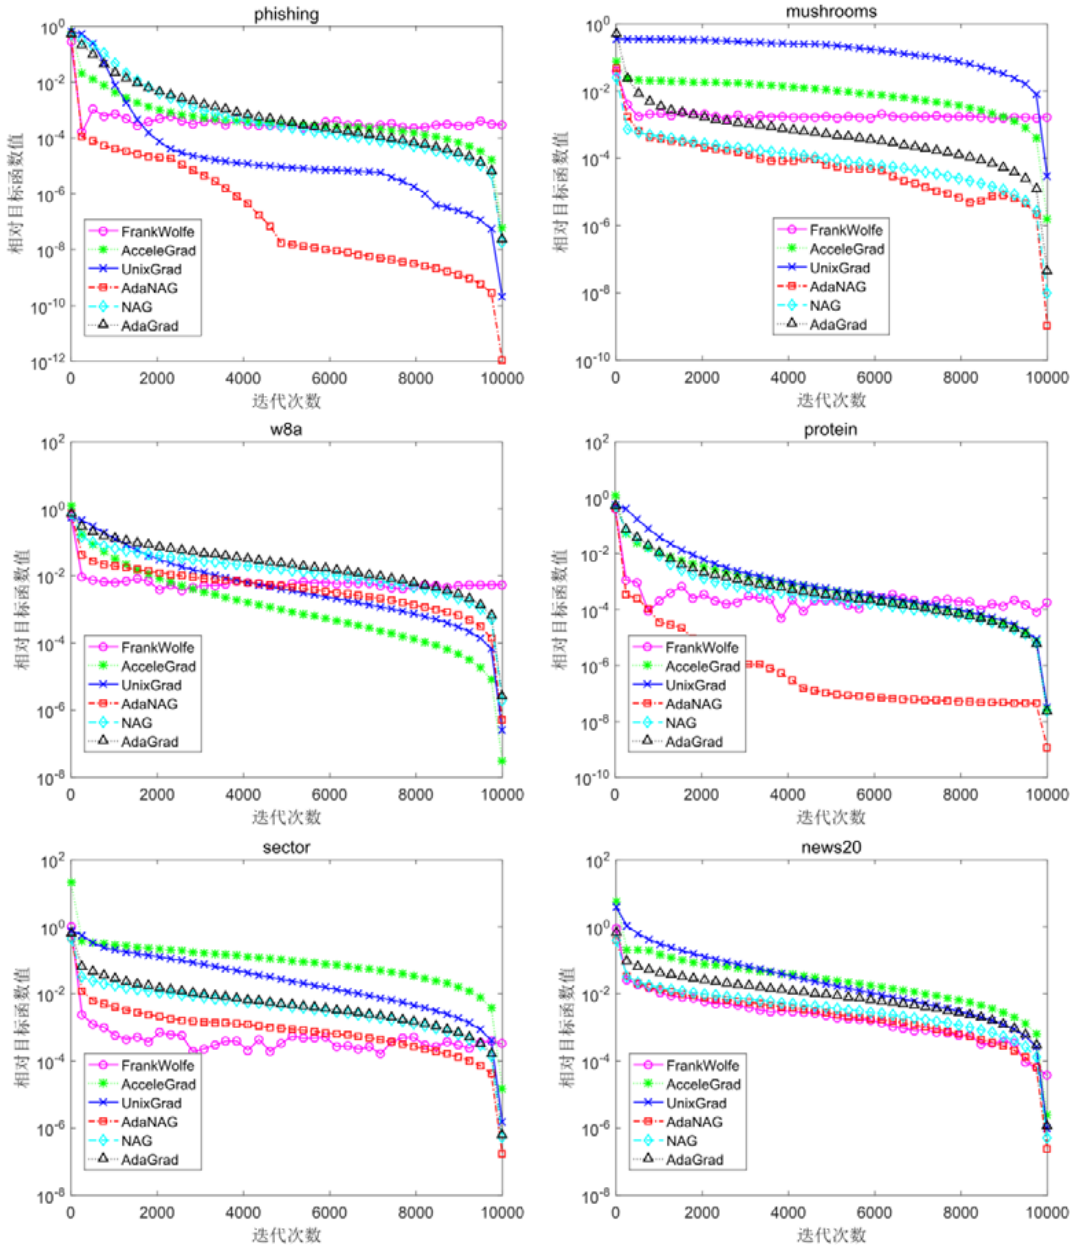 phishing
10^0
10^-2
10^-4
10^-6
10^-8
10^-10
10^-12
相对目标函数值
FrankWolfe
AcceleGrad
UnixGrad
AdaNAG
NAG
AdaGrad
0 2000 4000 6000 8000 10000
迭代次数
mushrooms
10^0
10^-2
10^-4
10^-6
10^-8
10^-10
相对目标函数值
FrankWolfe
AcceleGrad
UnixGrad
AdaNAG
NAG
AdaGrad
0 2000 4000 6000 8000 10000
迭代次数
w8a
10^2
10^0
10^-2
10^-4
10^-6
10^-8
相对目标函数值
FrankWolfe
AcceleGrad
UnixGrad
AdaNAG
NAG
AdaGrad
0 2000 4000 6000 8000 10000
迭代次数
protein
10^2
10^0
10^-2
10^-4
10^-6
10^-8
10^-10
相对目标函数值
FrankWolfe
AcceleGrad
UnixGrad
AdaNAG
NAG
AdaGrad
0 2000 4000 6000 8000 10000
迭代次数
sector
10^2
10^0
10^-2
10^-4
10^-6
10^-8
相对目标函数值
FrankWolfe
AcceleGrad
UnixGrad
AdaNAG
NAG
AdaGrad
0 2000 4000 6000 8000 10000
迭代次数
news20
10^2
10^0
10^-2
10^-4
10^-6
10^-8
相对目标函数值
FrankWolfe
AcceleGrad
UnixGrad
AdaNAG
NAG
AdaGrad
0 2000 4000 6000 8000 10000
迭代次数